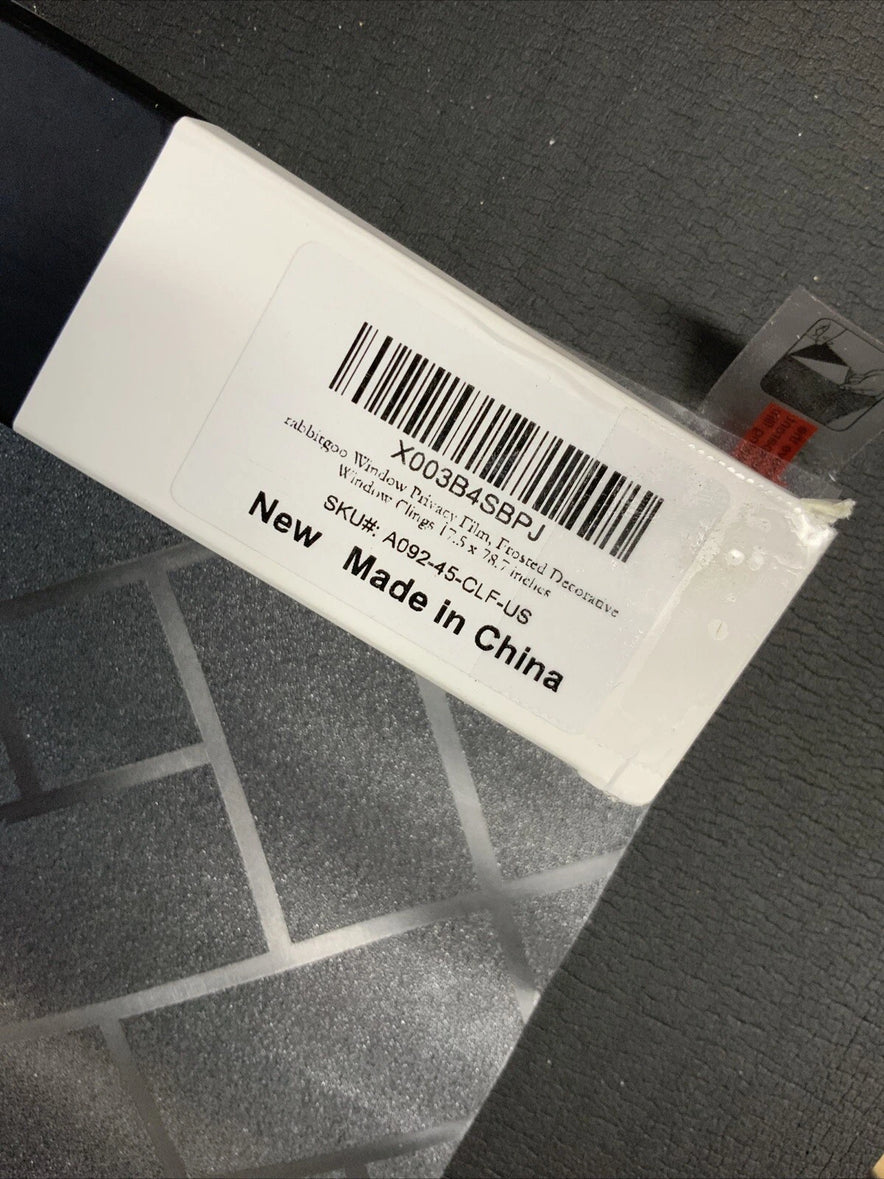 X003B4SBPJ
rabbitgoo Window Privacy Film, Frosted Decorative
Window Clings 17.5 x 78.7 inches
SKU#: A092-45-CLF-US
New Made in China